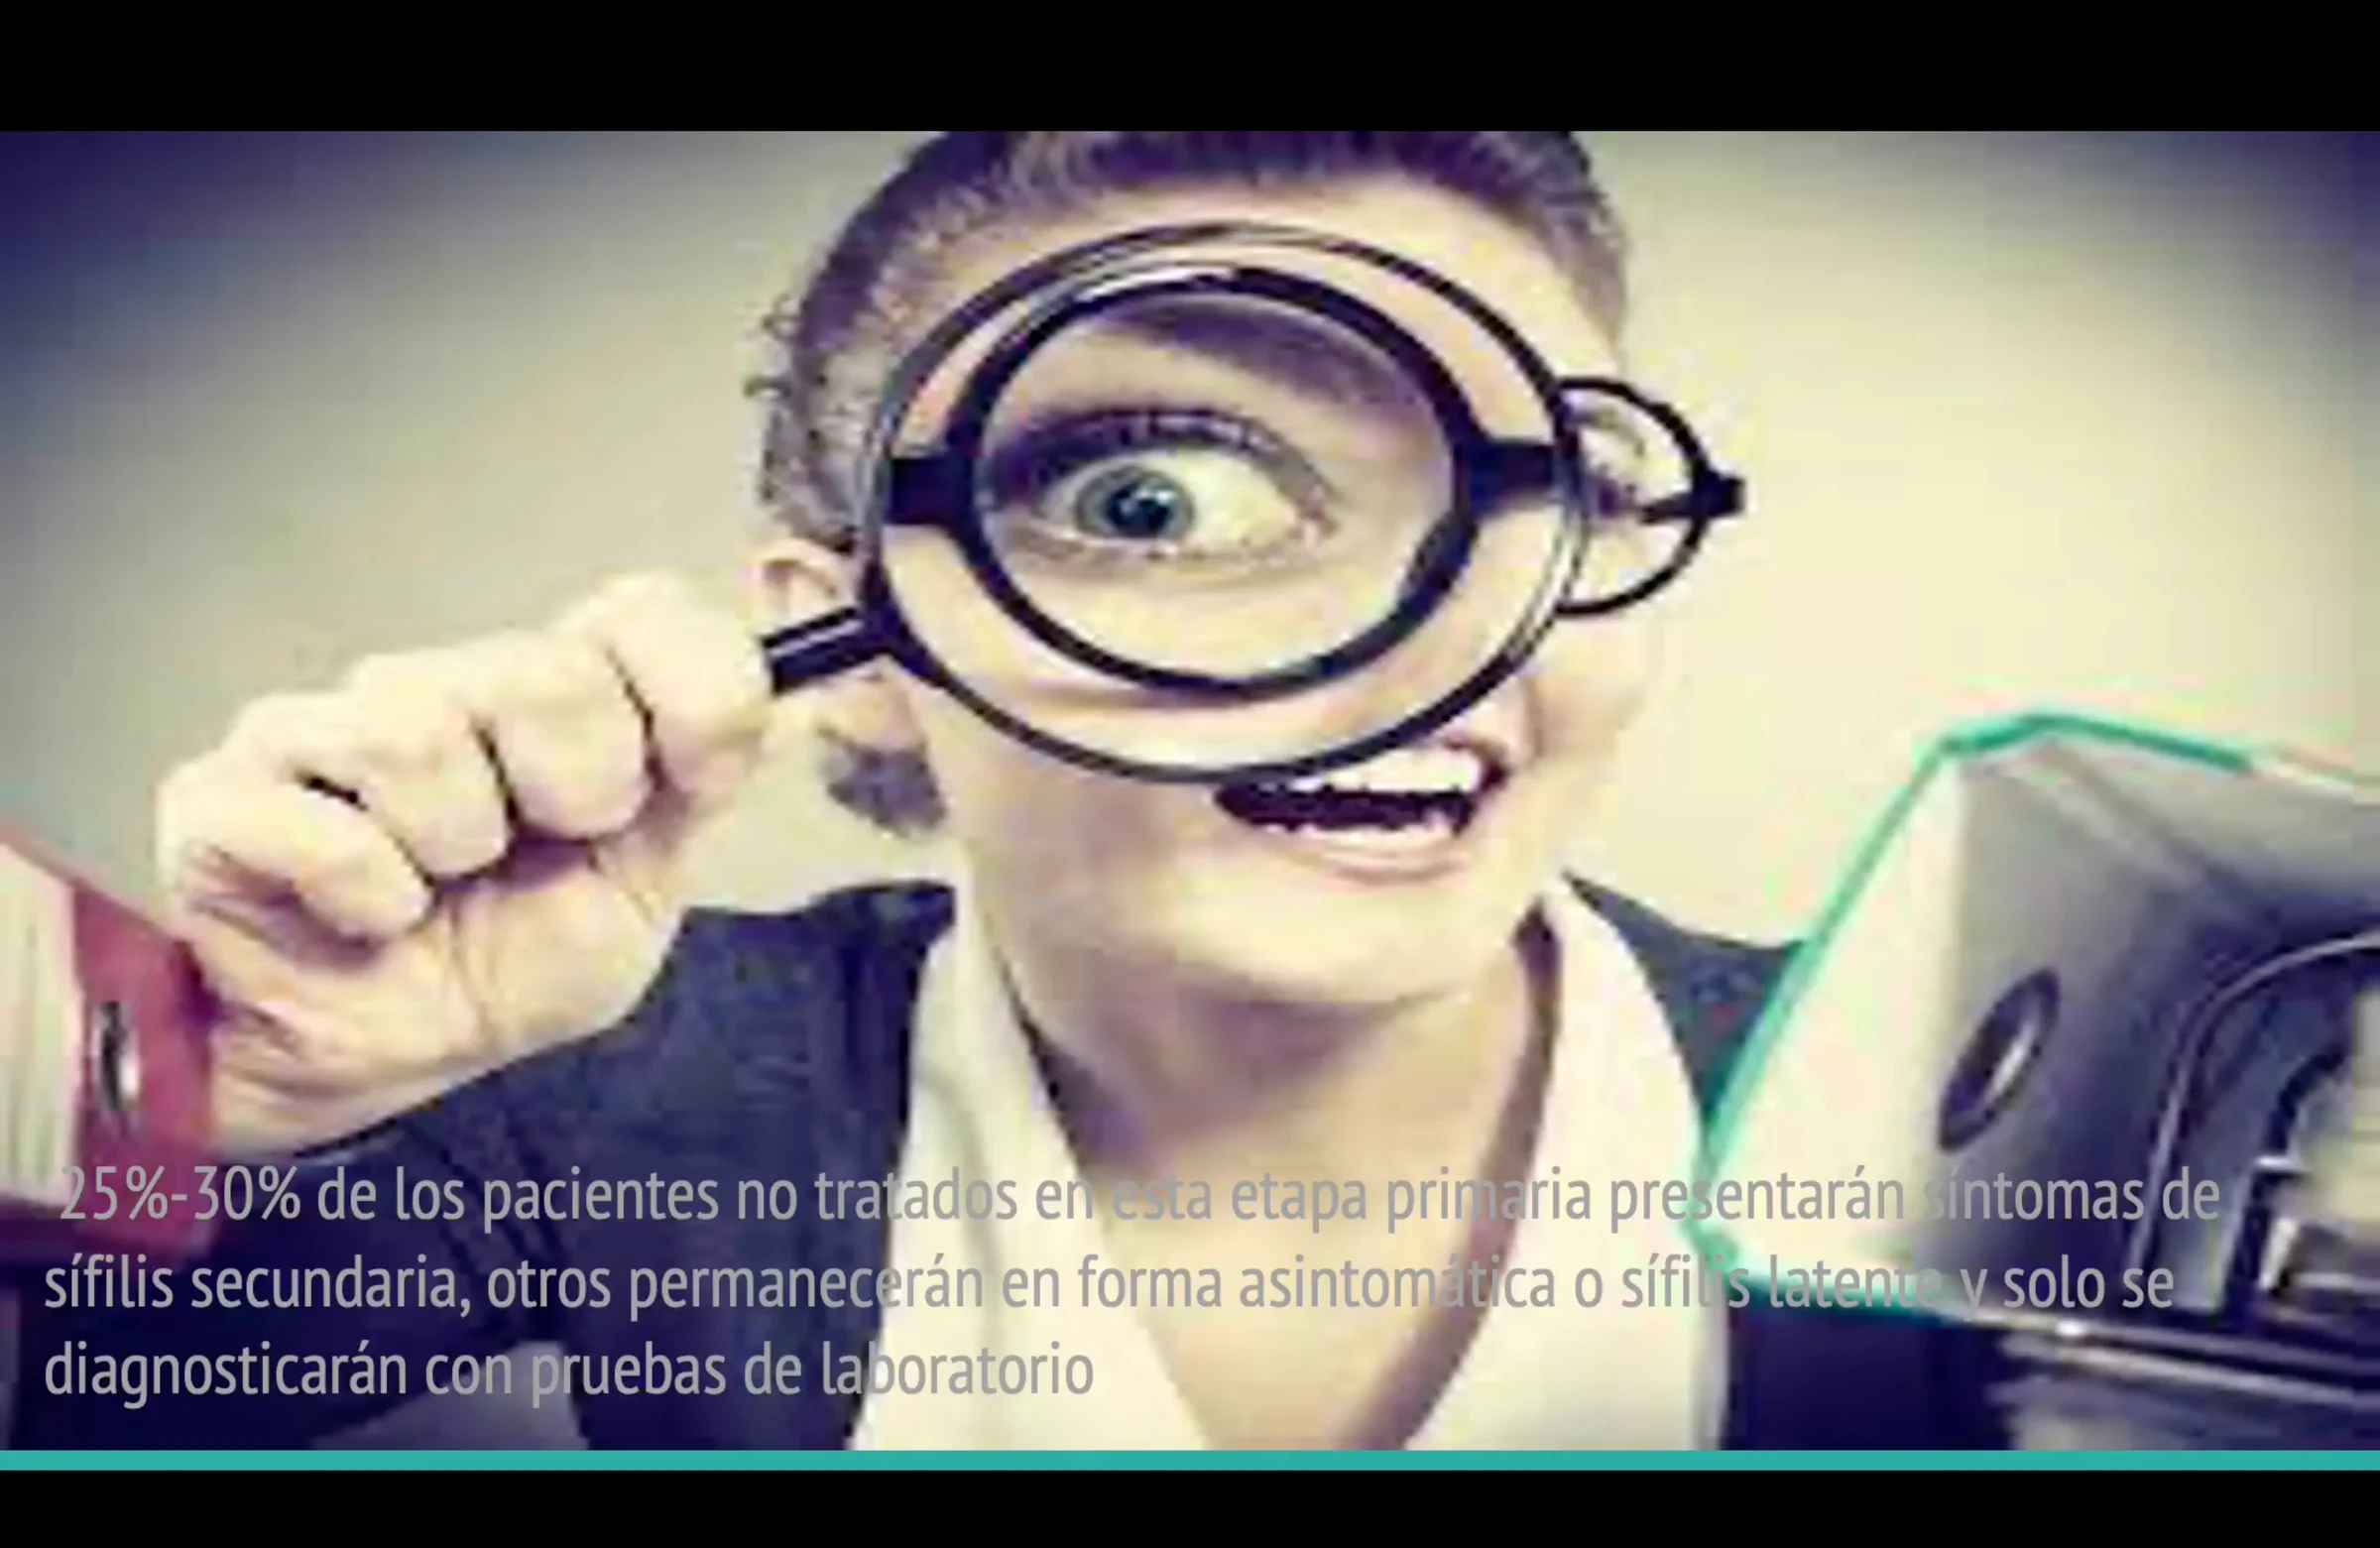 25%-30% de los pacientes no tratados en esta etapa primaria presentarán síntomas de
sífilis secundaria, otros permanecerán en forma asintomática o sífilis latente y solo se
diagnosticarán con pruebas de laboratorio